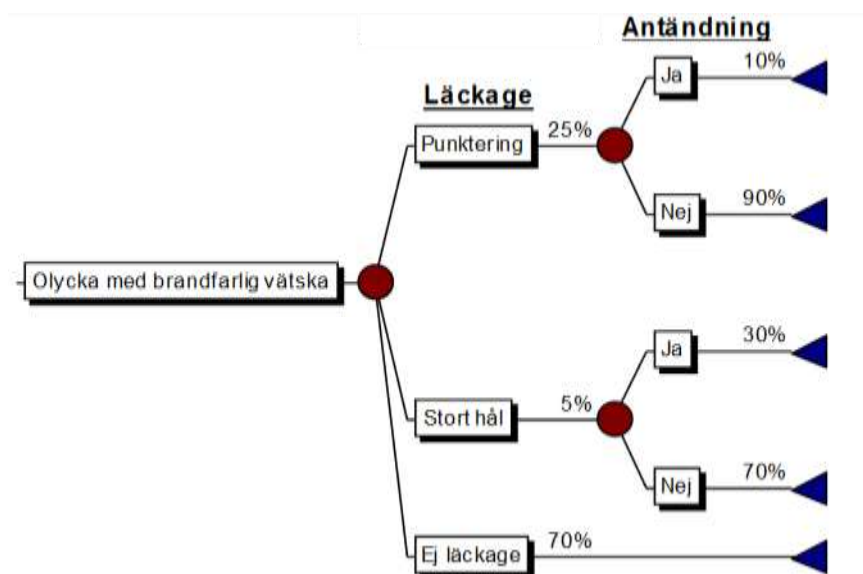 Antändning
Ja 10%
Läckage
Punktering 25%
Nej 90%
Olycka med brandfarlig vätska
Ja 30%
Stort hål 5%
Nej 70%
Ej läckage 70%